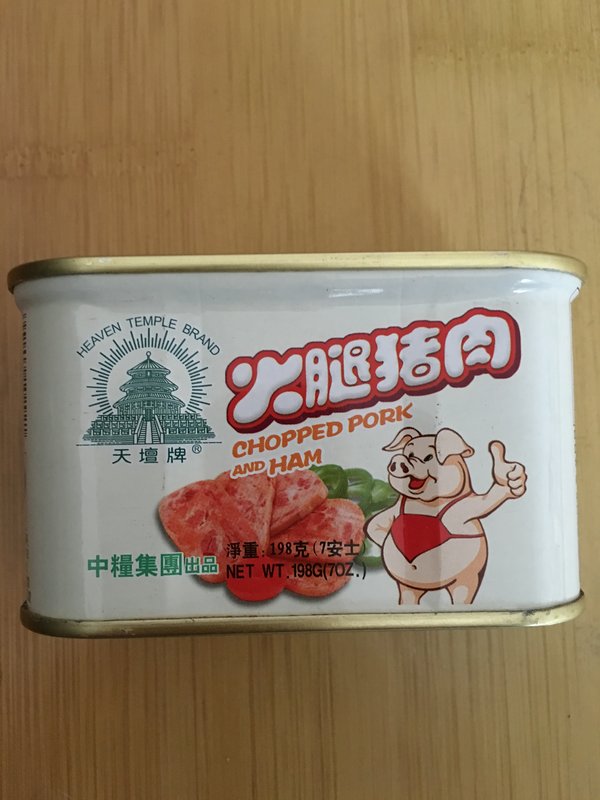 HEAVEN TEMPLE BRAND
天壇牌®
火腿猪肉
CHOPPED PORK
AND HAM
淨重:198克(7安士)
NET WT.198G(7OZ.)
中糧集團出品